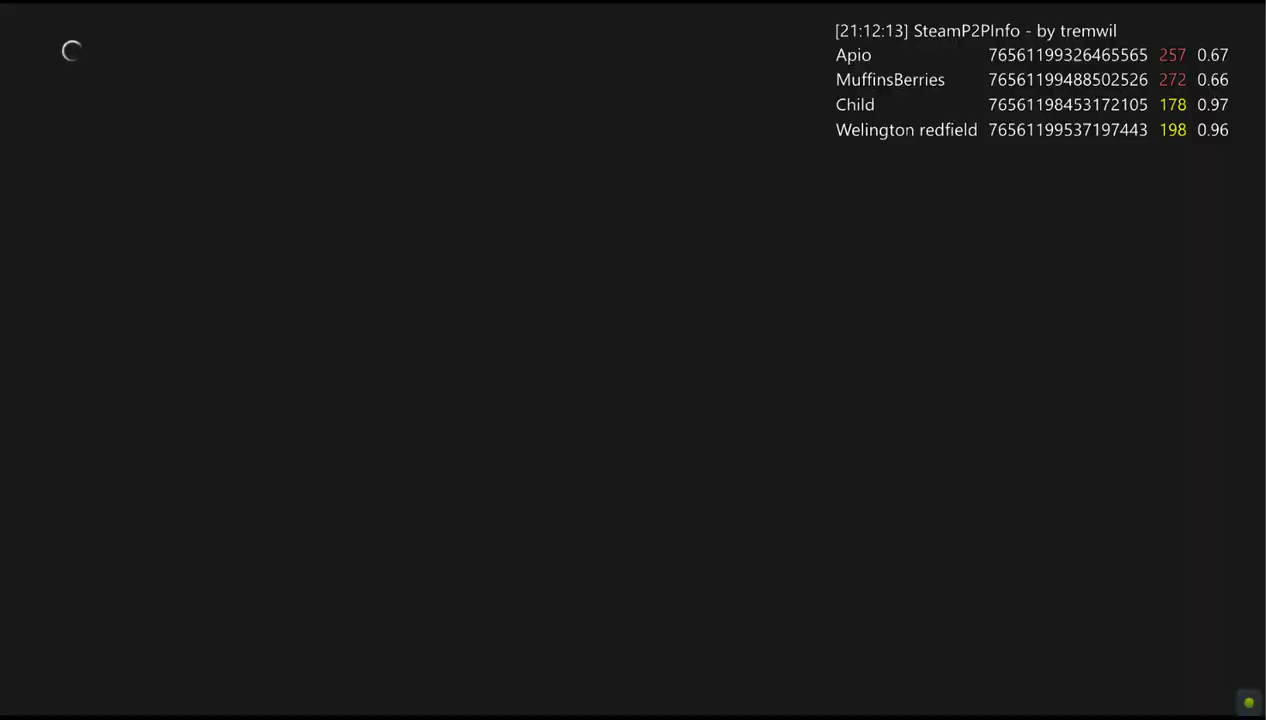 [21:12:13] SteamP2PInfo - by tremwil
Apio 76561199326465565 257 0.67
MuffinsBerries 76561199488502526 272 0.66
Child 76561198453172105 178 0.97
Welington redfield 76561199537197443 198 0.96